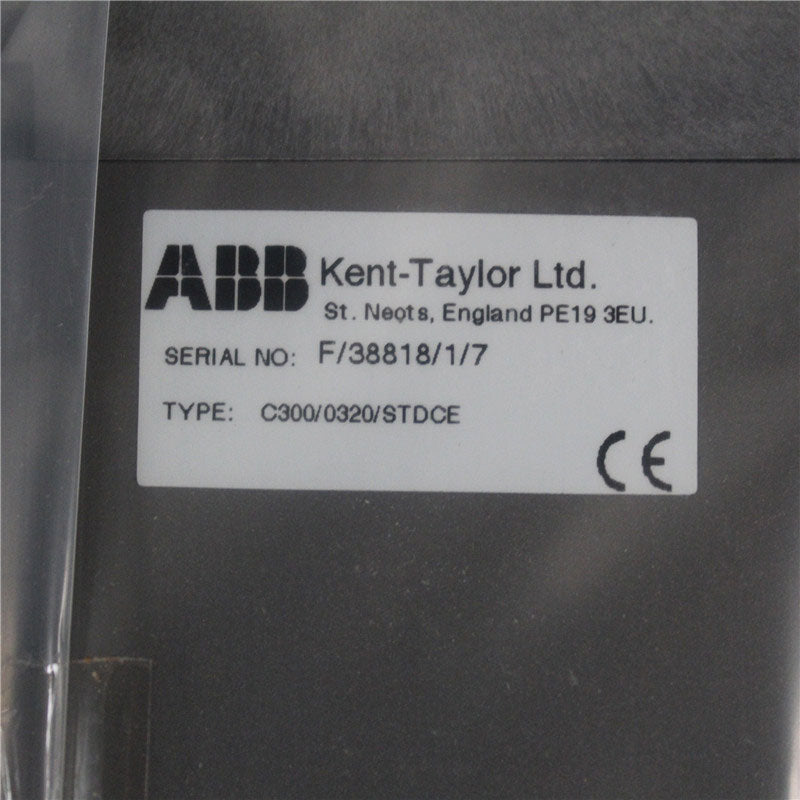 ABB Kent-Taylor Ltd.
St. Neots, England PE19 3EU.
SERIAL NO: F/38818/1/7
TYPE: C300/0320/STDCE
CE